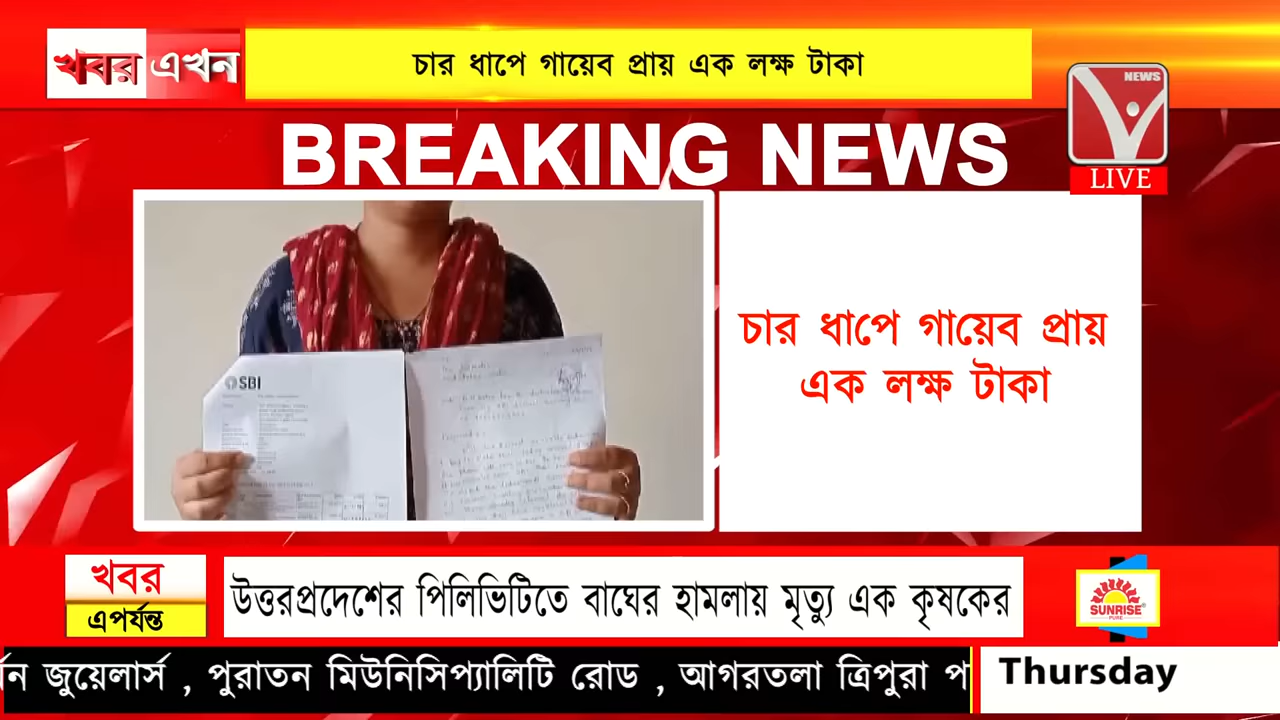 খবর এখন
চার ধাপে গায়েব প্রায় এক লক্ষ টাকা
NEWS
LIVE
BREAKING NEWS
চার ধাপে গায়েব প্রায়
এক লক্ষ টাকা
SBI
খবর
এপর্যন্ত
উত্তরপ্রদেশের পিলিভিটিতে বাঘের হামলায় মৃত্যু এক কৃষকের
SUNRISE
PURE
জুয়েলার্স , পুরাতন মিউনিসিপ্যালিটি রোড , আগরতলা ত্রিপুরা প
Thursday